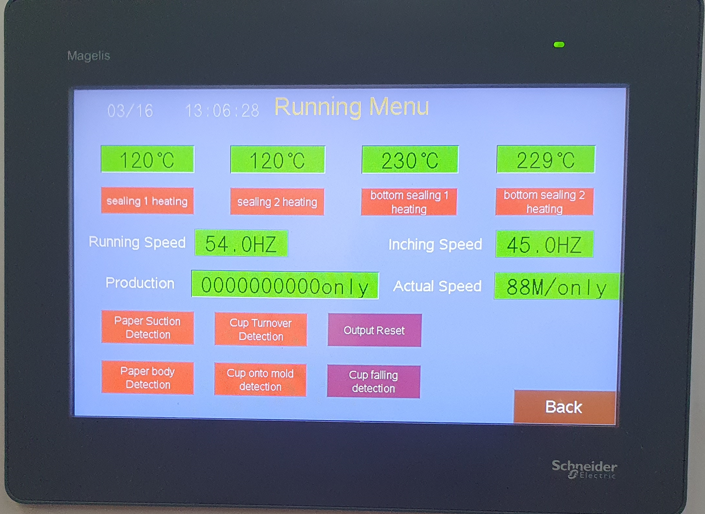 Magelis
03/16 13:06:28 Running Menu
120°C 120°C 230°C 229°C
sealing 1 heating
sealing 2 heating
bottom sealing 1
heating
bottom sealing 2
heating
Running Speed 54.0HZ Inching Speed 45.0HZ
Production 0000000000only Actual Speed 88M/only
Paper Suction
Detection
Cup Turnover
Detection
Output Reset
Paper body
Detection
Cup onto mold
detection
Cup falling
detection
Back
Schneider
Electric